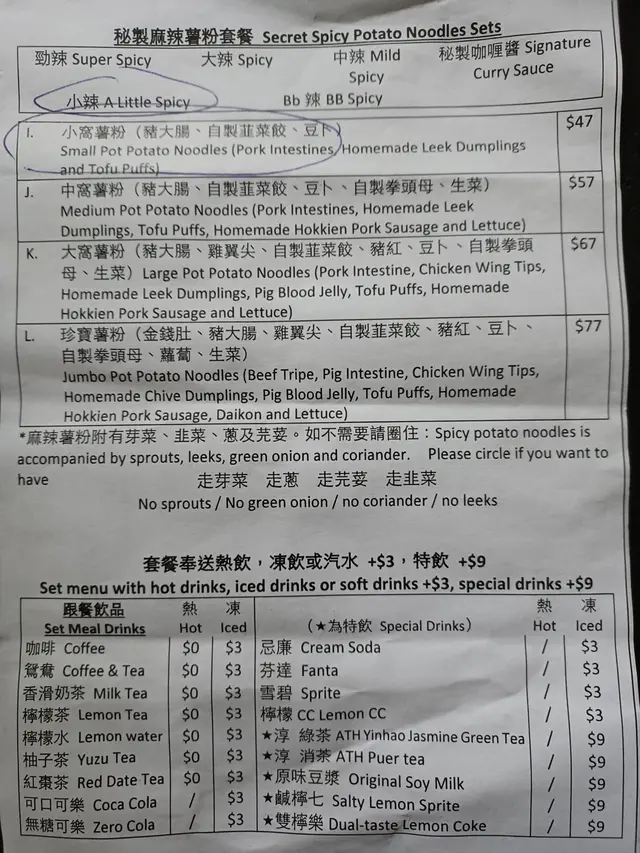 秘製麻辣薯粉套餐 Secret Spicy Potato Noodles Sets
勁辣 Super Spicy 大辣 Spicy 中辣 Mild Spicy 秘製咖喱醬 Signature Curry Sauce
小辣 A Little Spicy Bb 辣 BB Spicy
I. 小窩薯粉（豬大腸、自製韮菜餃、豆卜） $47
Small Pot Potato Noodles (Pork Intestines, Homemade Leek Dumplings
and Tofu Puffs)
J. 中窩薯粉（豬大腸、自製韮菜餃、豆卜、自製拳頭母、生菜） $57
Medium Pot Potato Noodles (Pork Intestines, Homemade Leek
Dumplings, Tofu Puffs, Homemade Hokkien Pork Sausage and Lettuce)
K. 大窩薯粉（豬大腸、雞翼尖、自製韮菜餃、豬紅、豆卜、自製拳頭 $67
母、生菜）Large Pot Potato Noodles (Pork Intestine, Chicken Wing Tips,
Homemade Leek Dumplings, Pig Blood Jelly, Tofu Puffs, Homemade
Hokkien Pork Sausage and Lettuce)
L. 珍寶薯粉（金錢肚、豬大腸、雞翼尖、自製韮菜餃、豬紅、豆卜、 $77
自製拳頭母、蘿蔔、生菜）
Jumbo Pot Potato Noodles (Beef Tripe, Pig Intestine, Chicken Wing Tips,
Homemade Chive Dumplings, Pig Blood Jelly, Tofu Puffs, Homemade
Hokkien Pork Sausage, Daikon and Lettuce)
*麻辣薯粉附有芽菜、韭菜、蔥及芫荽。如不需要請圈住：Spicy potato noodles is
accompanied by sprouts, leeks, green onion and coriander. Please circle if you want to
have 走芽菜 走蔥 走芫荽 走韭菜
No sprouts / No green onion / no coriander / no leeks
套餐奉送熱飲，凍飲或汽水 +$3，特飲 +$9
Set menu with hot drinks, iced drinks or soft drinks +$3, special drinks +$9
跟餐飲品 熱 凍 熱 凍
Set Meal Drinks Hot Iced （★為特飲 Special Drinks） Hot Iced
咖啡 Coffee $0 $3 忌廉 Cream Soda / $3
鴛鴦 Coffee & Tea $0 $3 芬達 Fanta / $3
香滑奶茶 Milk Tea $0 $3 雪碧 Sprite / $3
檸檬茶 Lemon Tea $0 $3 檸檬 CC Lemon CC / $3
檸檬水 Lemon water $0 $3 ★淳 綠茶 ATH Yinhao Jasmine Green Tea / $9
柚子茶 Yuzu Tea $0 $3 ★淳 消茶 ATH Puer tea / $9
紅棗茶 Red Date Tea $0 $3 ★原味豆漿 Original Soy Milk / $9
可口可樂 Coca Cola / $3 ★鹹檸七 Salty Lemon Sprite / $9
無糖可樂 Zero Cola / $3 ★雙檸樂 Dual-taste Lemon Coke / $9